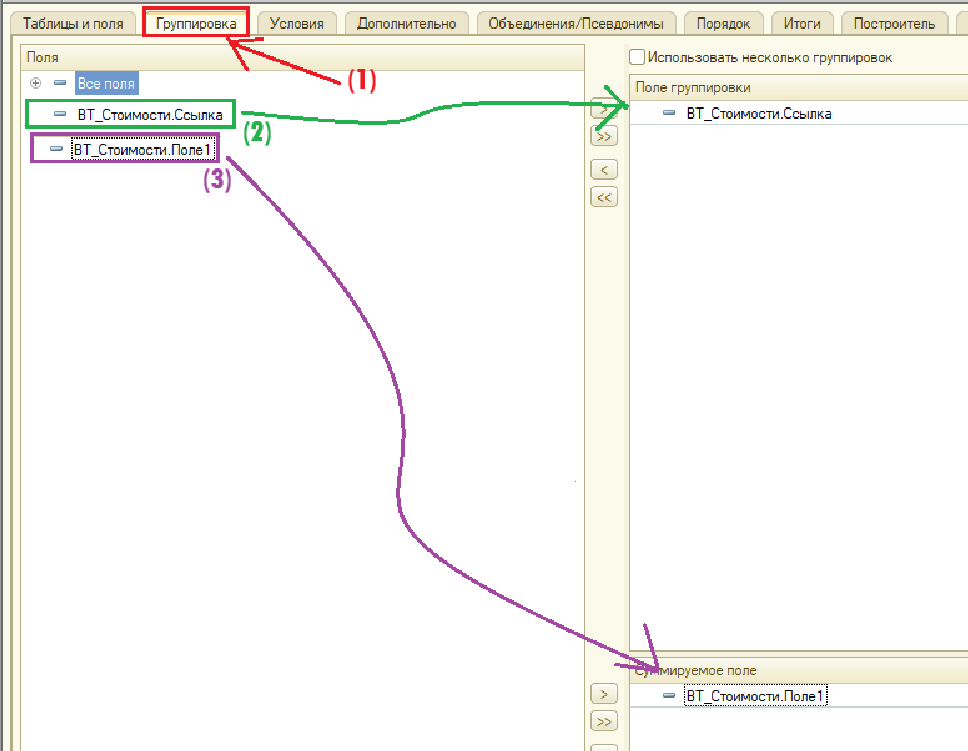 Таблицы и поля Группировка Условия Дополнительно Объединения/Псевдонимы Порядок Итоги Построитель
Поля
Все поля
ВТ_Стоимости.Ссылка
(2)
ВТ_Стоимости.Поле1
(3)
(1)
>
>>
<
<<
Использовать несколько группировок
Поле группировки
ВТ_Стоимости.Ссылка
Суммируемое поле
ВТ_Стоимости.Поле1
>
>>